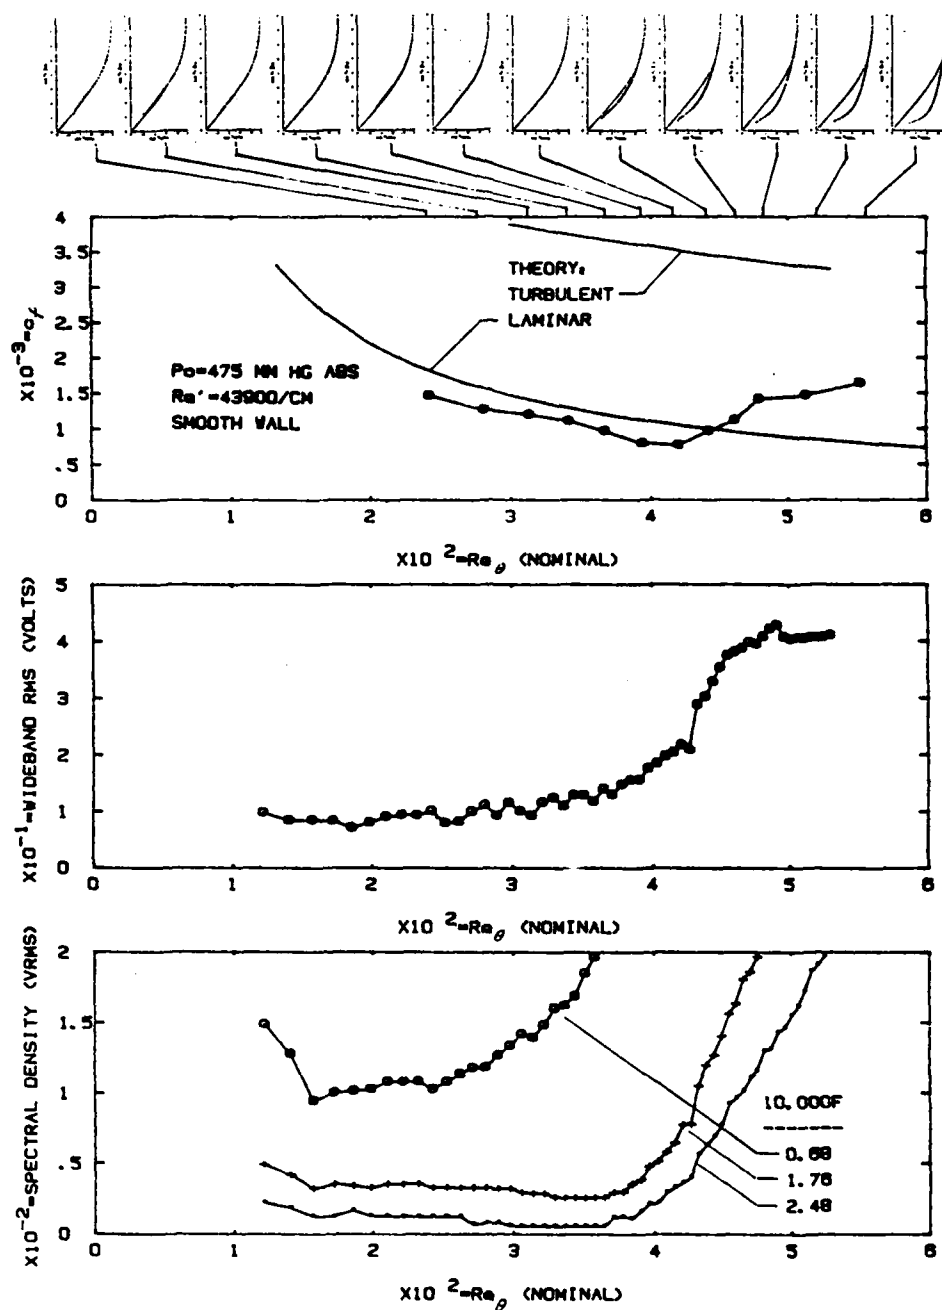 4
3.5
3
2.5
2
1.5
1
.5
0
X10⁻³=c𝑓
THEORY:
TURBULENT
LAMINAR
Po=475 MM HG ABS
Re'=43900/CM
SMOOTH WALL
0 1 2 3 4 5 6
X10 ²=Re θ (NOMINAL)
5
4
3
2
1
0
X10⁻¹=WIDEBAND RMS (VOLTS)
0 1 2 3 4 5 6
X10 ²=Re θ (NOMINAL)
2
1.5
1
.5
0
X10⁻²=SPECTRAL DENSITY (VRMS)
10,000F
-------
0.68
1.76
2.48
0 1 2 3 4 5 6
X10 ²=Re θ (NOMINAL)